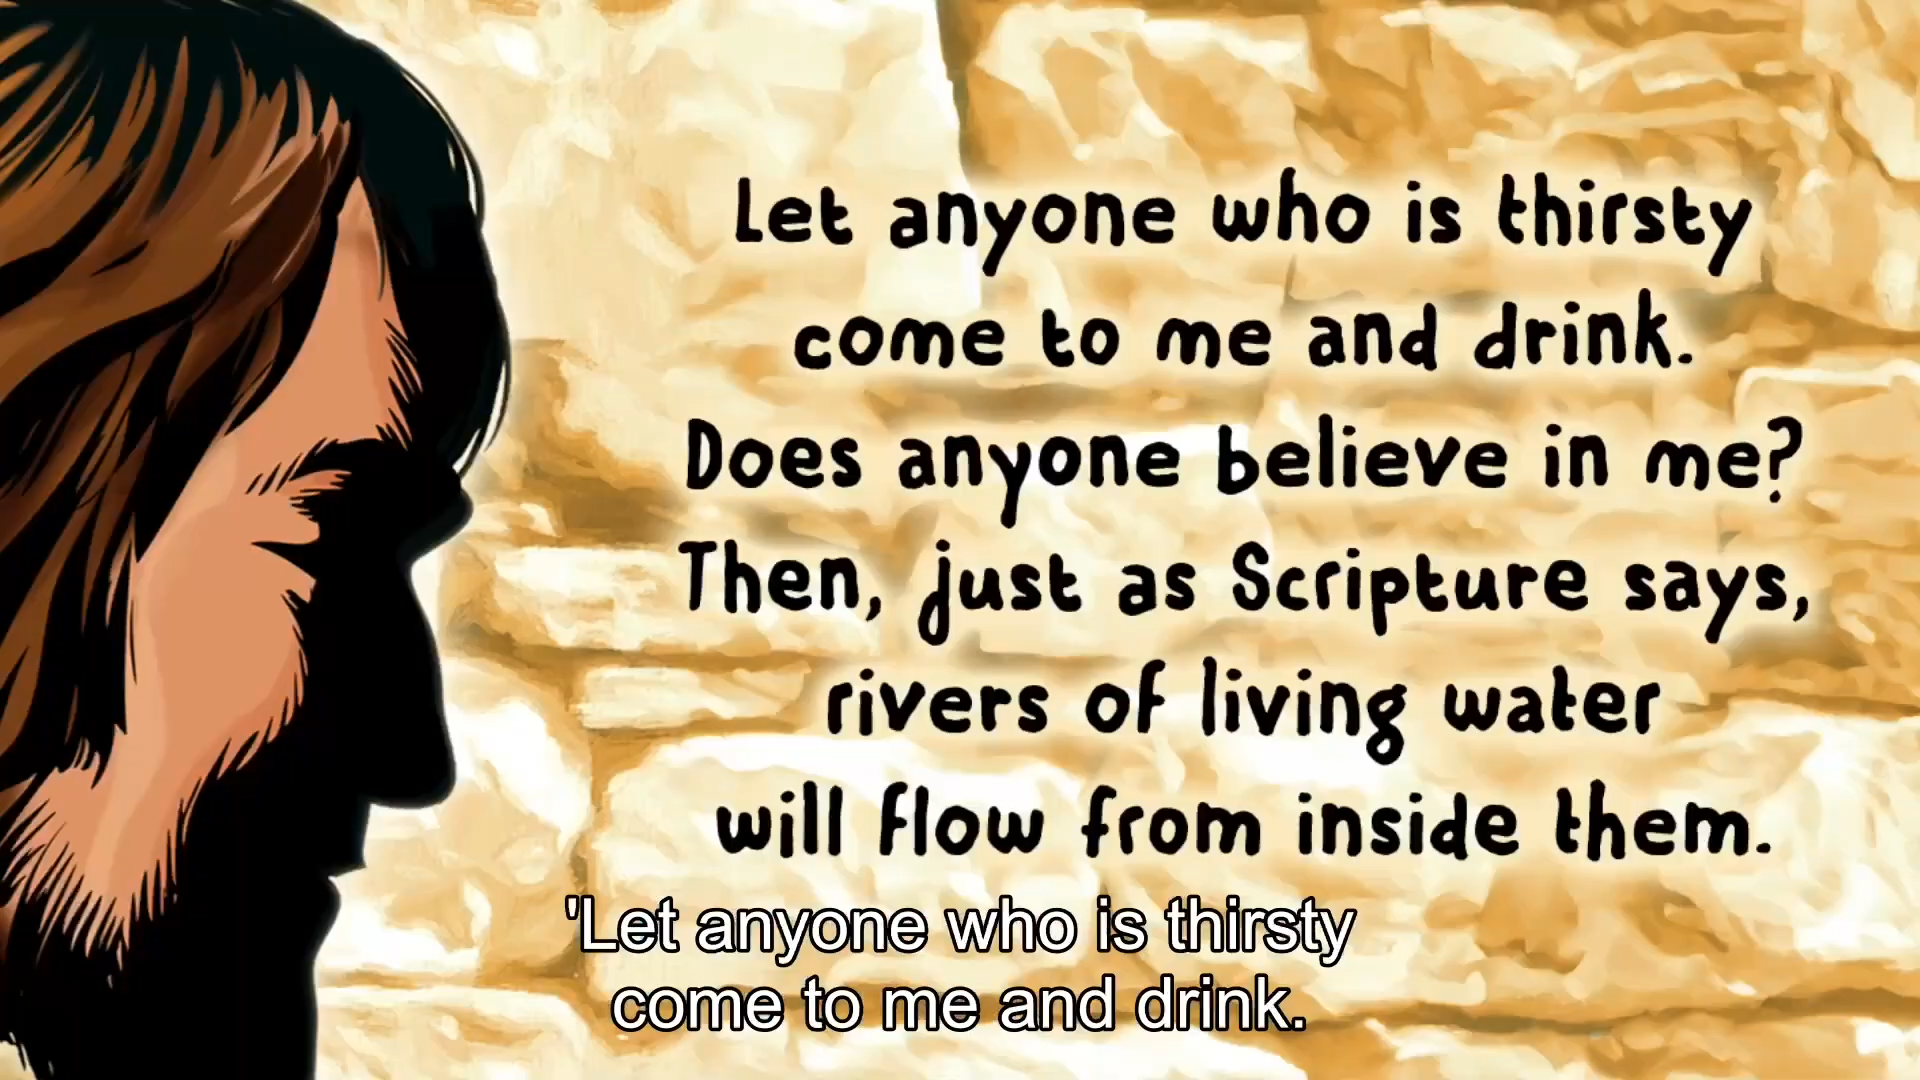 Let anyone who is thirsty
come to me and drink.
Does anyone believe in me?
Then, just as Scripture says,
rivers of living water
will flow from inside them.
'Let anyone who is thirsty
come to me and drink.